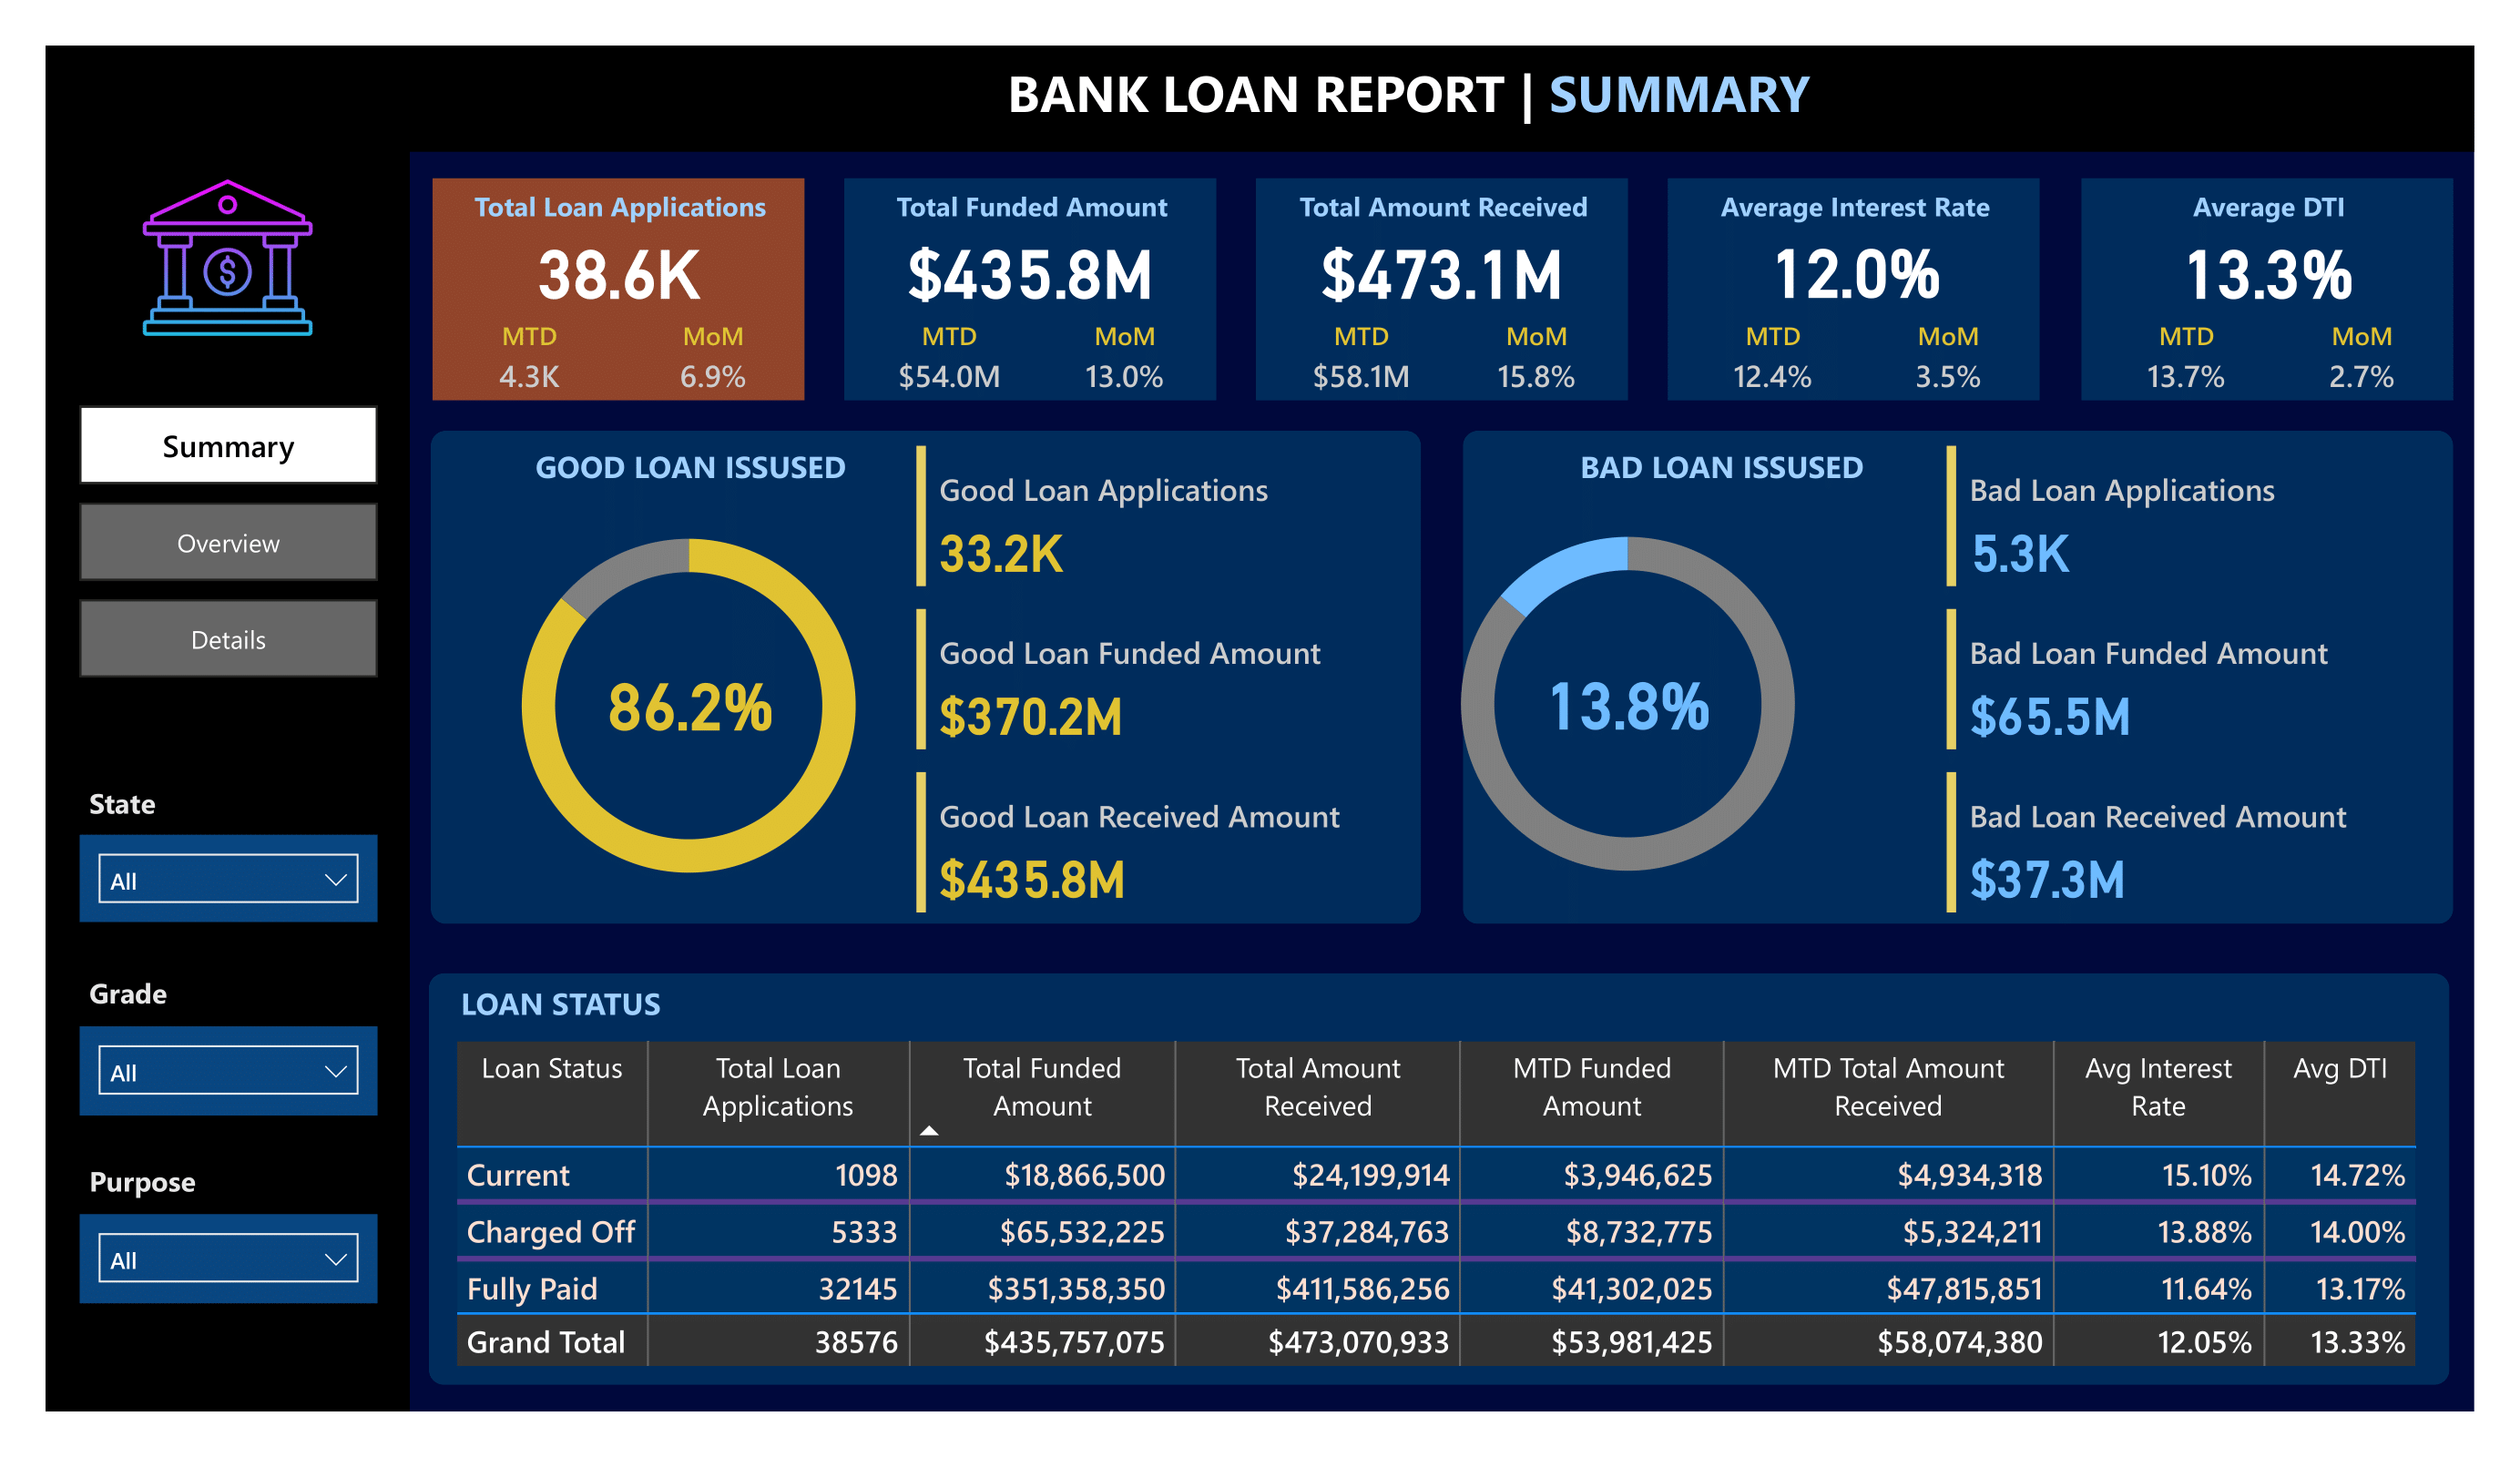 BANK LOAN REPORT | SUMMARY
Total Loan Applications
38.6K
MTD MoM
4.3K 6.9%
Total Funded Amount
$435.8M
MTD MoM
$54.0M 13.0%
Total Amount Received
$473.1M
MTD MoM
$58.1M 15.8%
Average Interest Rate
12.0%
MTD MoM
12.4% 3.5%
Average DTI
13.3%
MTD MoM
13.7% 2.7%
$
Summary
Overview
Details
State
All
Grade
All
Purpose
All
GOOD LOAN ISSUSED
86.2%
Good Loan Applications
33.2K
Good Loan Funded Amount
$370.2M
Good Loan Received Amount
$435.8M
BAD LOAN ISSUSED
13.8%
Bad Loan Applications
5.3K
Bad Loan Funded Amount
$65.5M
Bad Loan Received Amount
$37.3M
LOAN STATUS
Loan Status Total Loan Total Funded Total Amount MTD Funded MTD Total Amount Avg Interest Avg DTI
Applications Amount Received Amount Received Rate
Current 1098 $18,866,500 $24,199,914 $3,946,625 $4,934,318 15.10% 14.72%
Charged Off 5333 $65,532,225 $37,284,763 $8,732,775 $5,324,211 13.88% 14.00%
Fully Paid 32145 $351,358,350 $411,586,256 $41,302,025 $47,815,851 11.64% 13.17%
Grand Total 38576 $435,757,075 $473,070,933 $53,981,425 $58,074,380 12.05% 13.33%